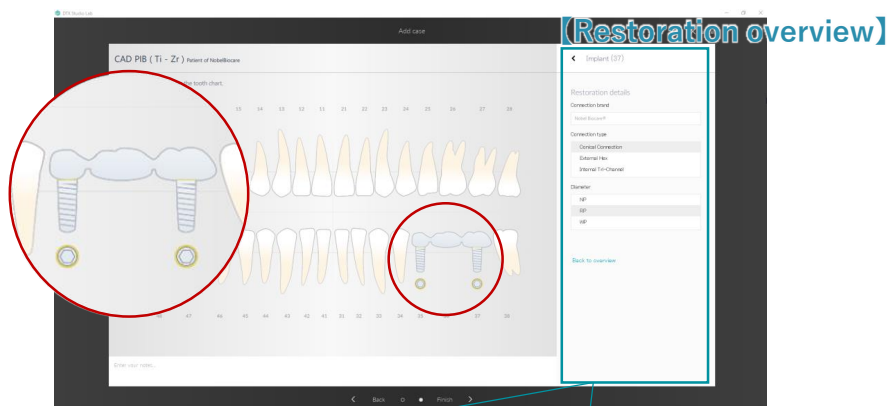 DTX Studio Lab
Add case
【Restoration overview】
CAD PIB ( Ti - Zr ) Patient of NobelBiocare
the tooth chart.
15 14 13 12 11 21 22 23 24 25 26 27 28
48 47 46 45 44 43 42 41 31 32 33 34 35 36 37 38
Enter your notes...
Implant (37)
Restoration details
Connection brand
Nobel Biocare®
Connection type
Conical Connection
External Hex
Internal Tri-Channel
Diameter
NP
RP
WP
Back to overview
Back
Finish